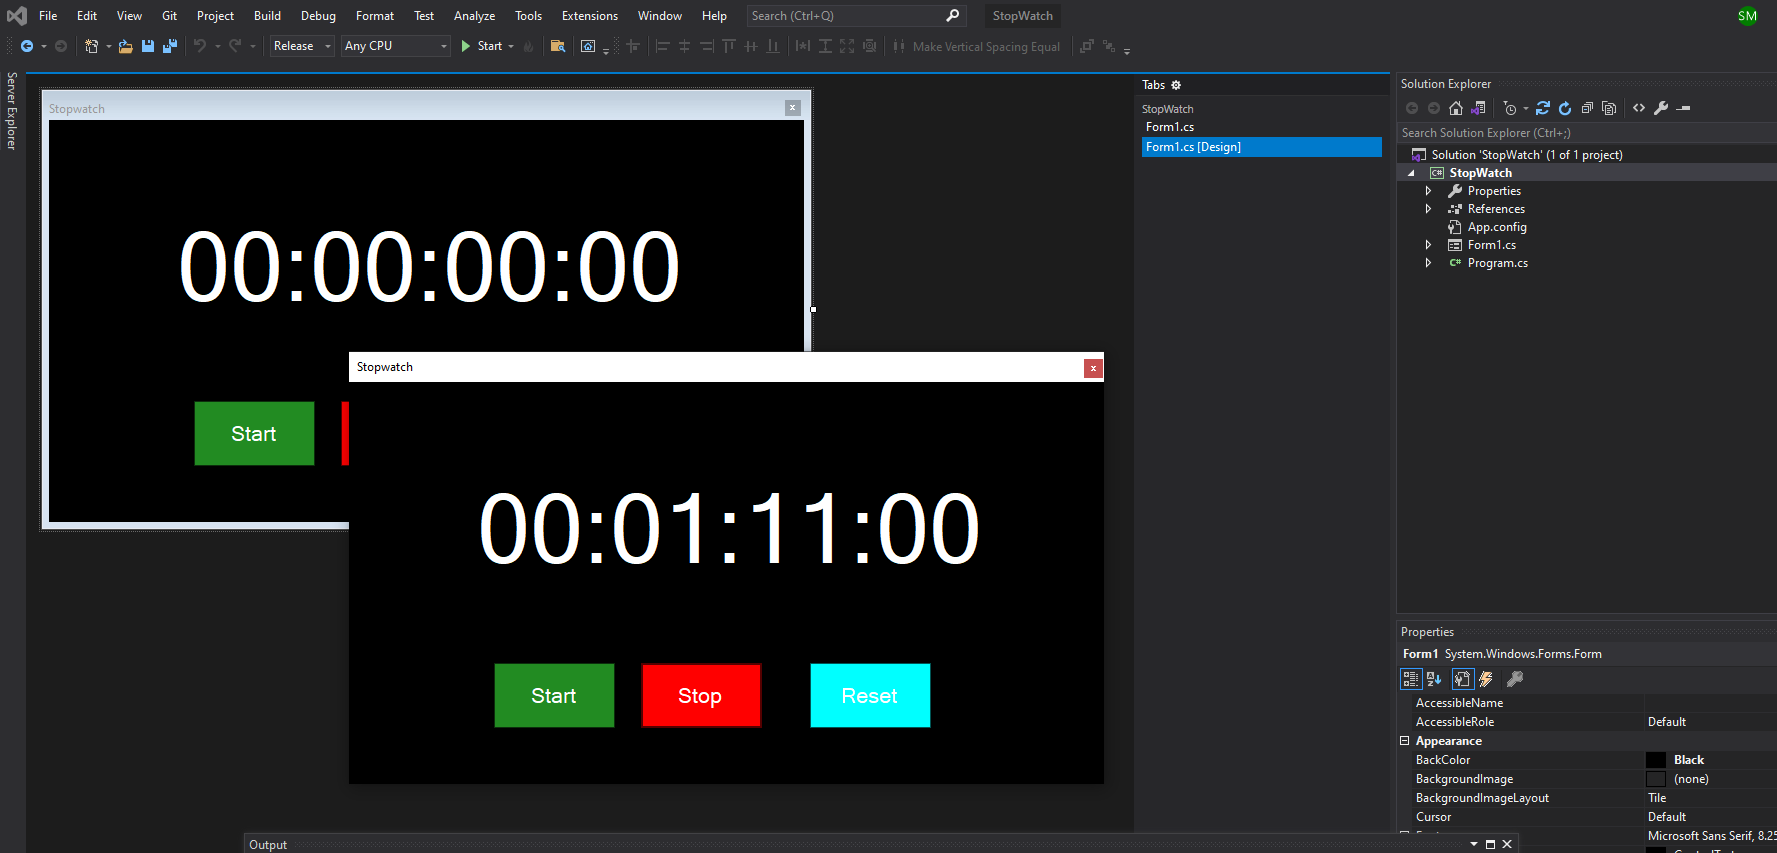 File Edit View Git Project Build Debug Format Test Analyze Tools Extensions Window Help Search (Ctrl+Q) StopWatch SM
Release Any CPU Start Make Vertical Spacing Equal
Server Explorer
Stopwatch x
00:00:00:00
Start
Stopwatch x
00:01:11:00
Start Stop Reset
Tabs
StopWatch
Form1.cs
Form1.cs [Design]
Solution Explorer
Search Solution Explorer (Ctrl+;)
Solution 'StopWatch' (1 of 1 project)
C# StopWatch
Properties
References
App.config
Form1.cs
C# Program.cs
Properties
Form1 System.Windows.Forms.Form
AccessibleName
AccessibleRole Default
Appearance
BackColor Black
BackgroundImage (none)
BackgroundImageLayout Tile
Cursor Default
Microsoft Sans Serif, 8.25
Output